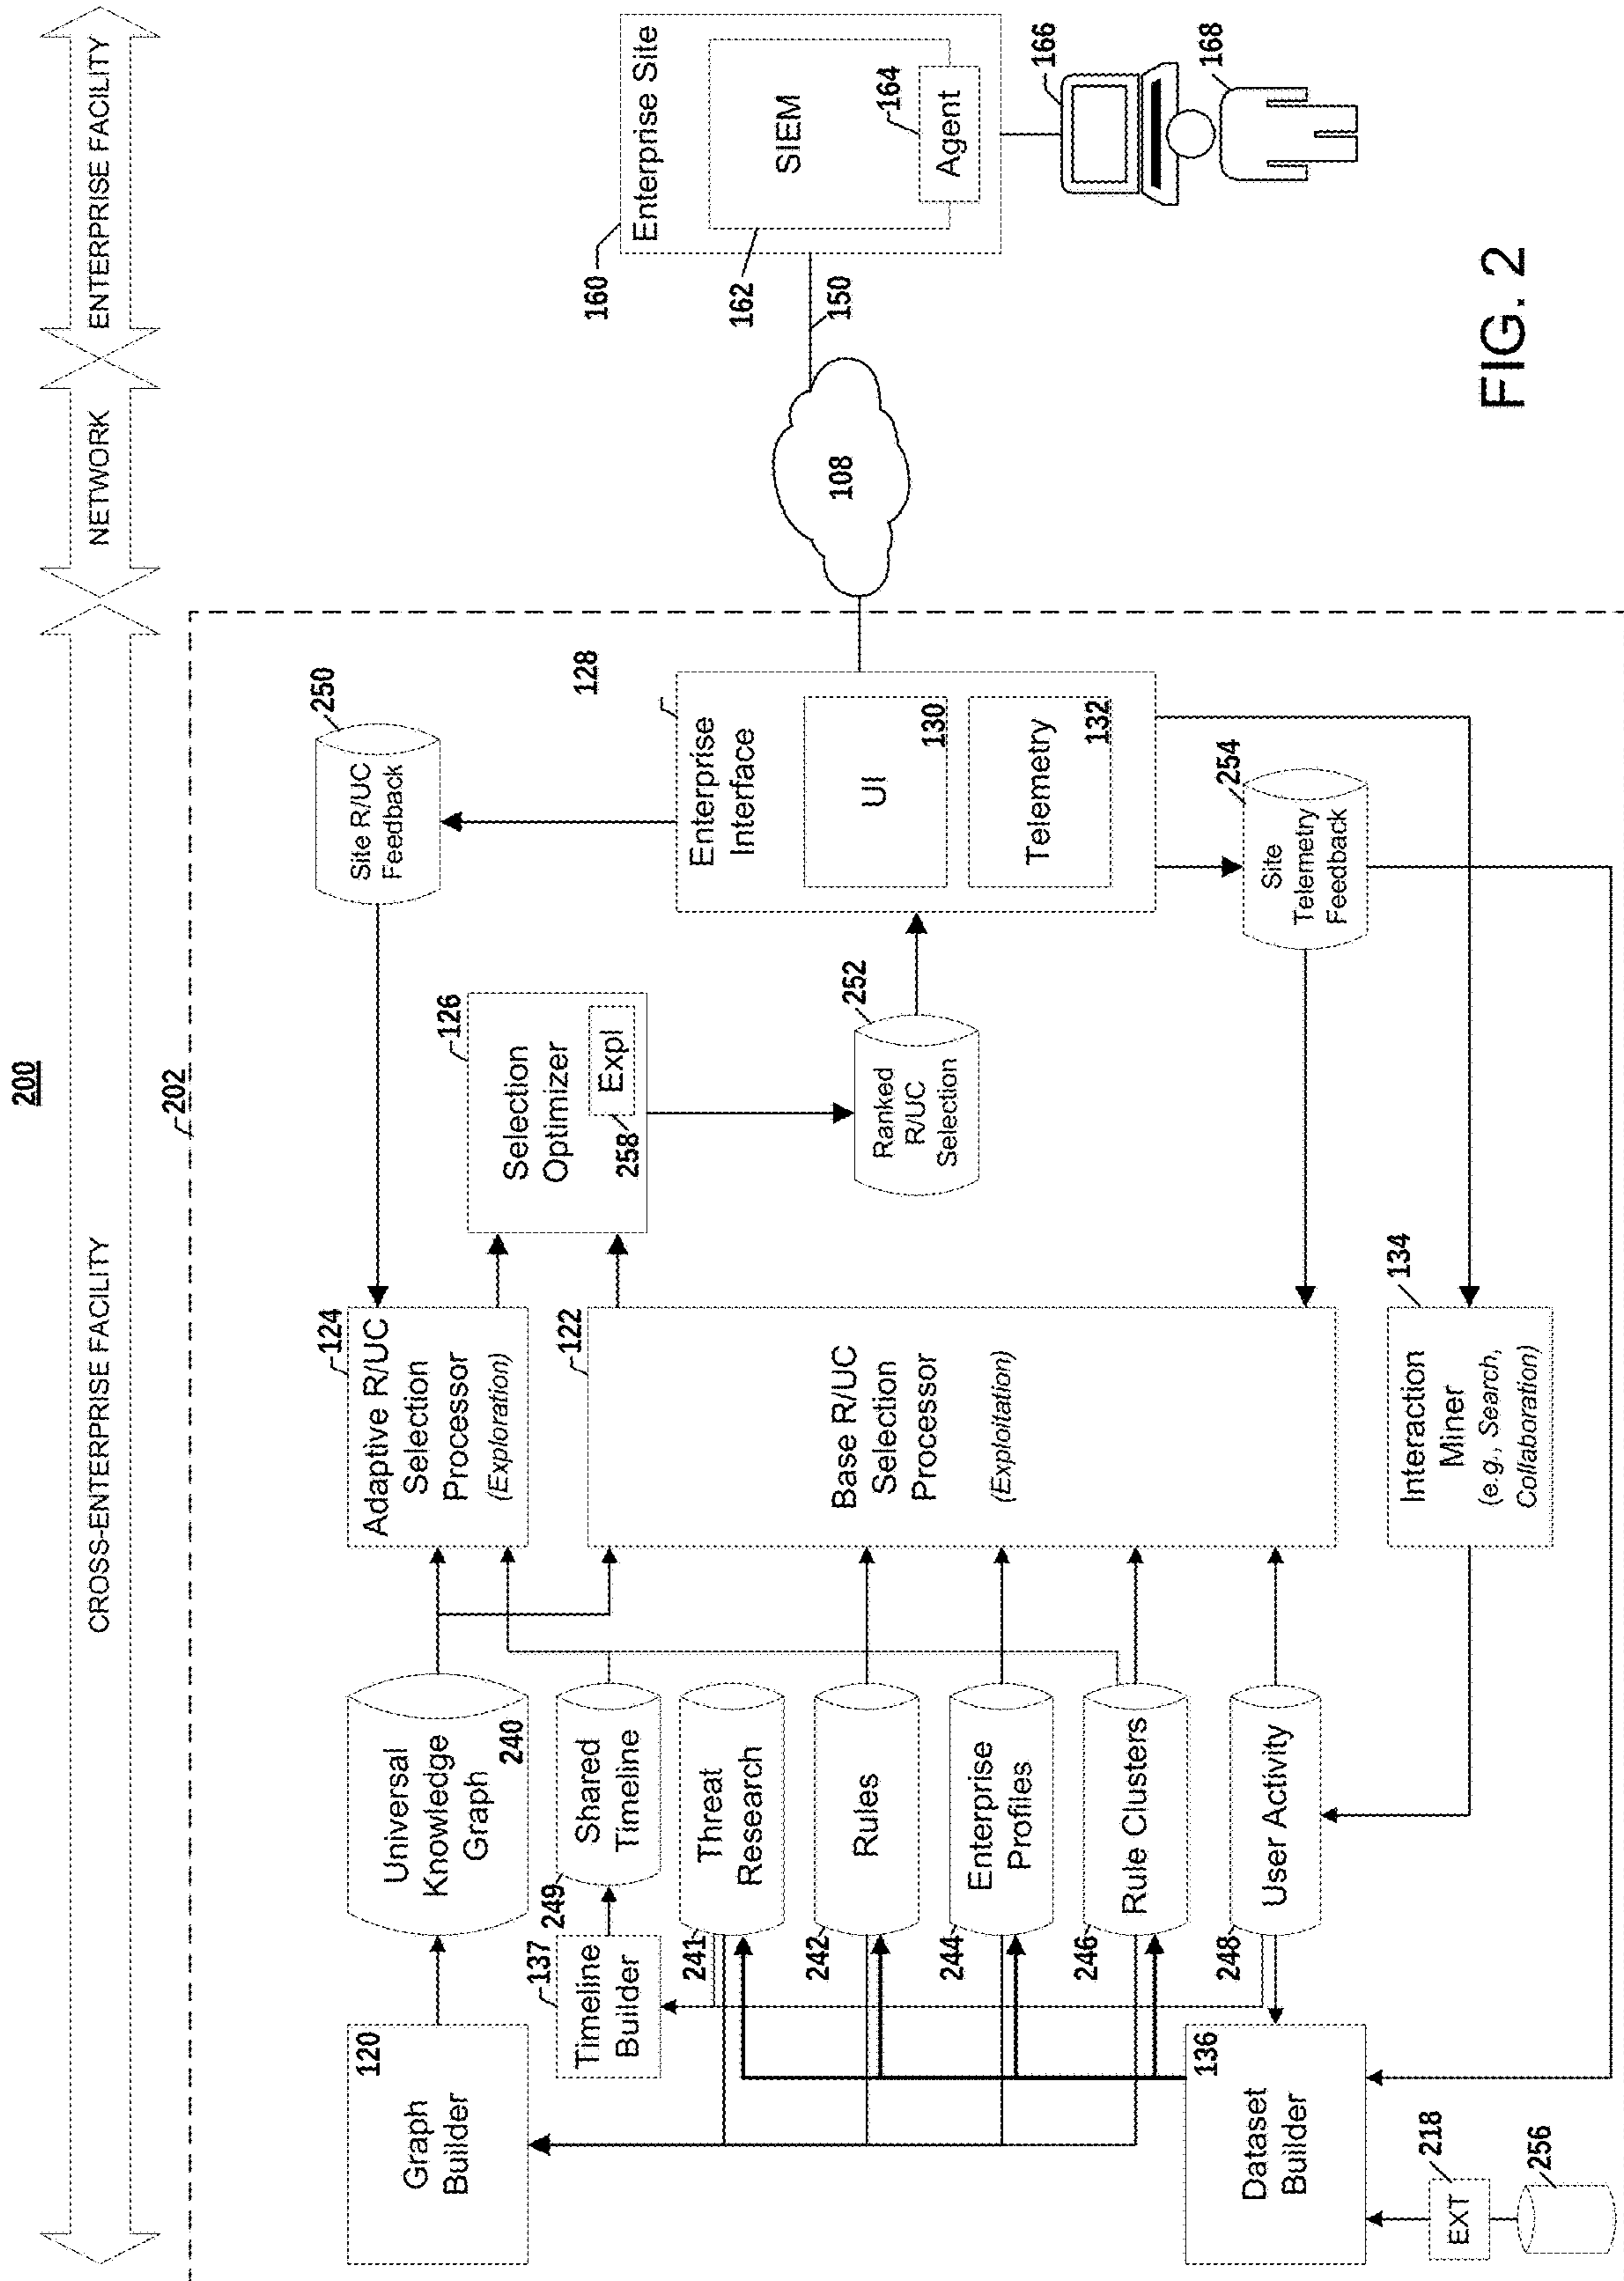 200
CROSS-ENTERPRISE FACILITY
NETWORK
ENTERPRISE FACILITY
202
120
Graph
Builder
Universal
Knowledge
Graph
240
124
Adaptive R/UC
Selection
Processor
(Exploration)
250
Site R/UC
Feedback
137
Timeline
Builder
249
Shared
Timeline
126
Selection
Optimizer
258
Expl
241
Threat
Research
122
Base R/UC
Selection
Processor
(Exploitation)
242
Rules
244
Enterprise
Profiles
246
Rule Clusters
248
User Activity
252
Ranked
R/UC
Selection
128
Enterprise
Interface
UI
130
Telemetry
132
254
Site
Telemetry
Feedback
136
Dataset
Builder
134
Interaction
Miner
(e.g., Search,
Collaboration)
218
EXT
256
108
150
160
Enterprise Site
162
SIEM
164
Agent
166
168
FIG. 2